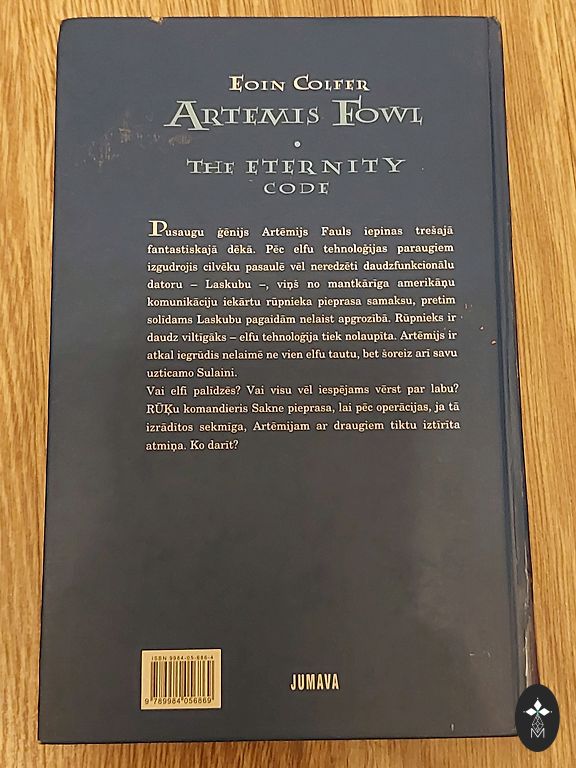 EOIN COLFER
ARTEMIS FOWL
•
THE ETERNITY
CODE
Pusaugu ģēnijs Artēmijs Fauls iepinas trešajā
fantastiskajā dēkā. Pēc elfu tehnoloģijas paraugiem
izgudrojis cilvēku pasaulē vēl neredzēti daudzfunkcionālu
datoru – Laskubu –, viņš no mantkārīga amerikāņu
komunikāciju iekārtu rūpnieka pieprasa samaksu, pretim
solīdams Laskubu pagaidām nelaist apgrozībā. Rūpnieks ir
daudz viltīgāks – elfu tehnoloģija tiek nolaupīta. Artēmijs ir
atkal iegrūdis nelaimē ne vien elfu tautu, bet šoreiz arī savu
uzticamo Sulaini.
Vai elfi palīdzēs? Vai visu vēl iespējams vērst par labu?
RŪĶu komandieris Sakne pieprasa, lai pēc operācijas, ja tā
izrādītos sekmīga, Artēmijam ar draugiem tiktu iztīrīta
atmiņa. Ko darīt?
ISBN 9984-05-686-4
9 789984 056869
JUMAVA
M